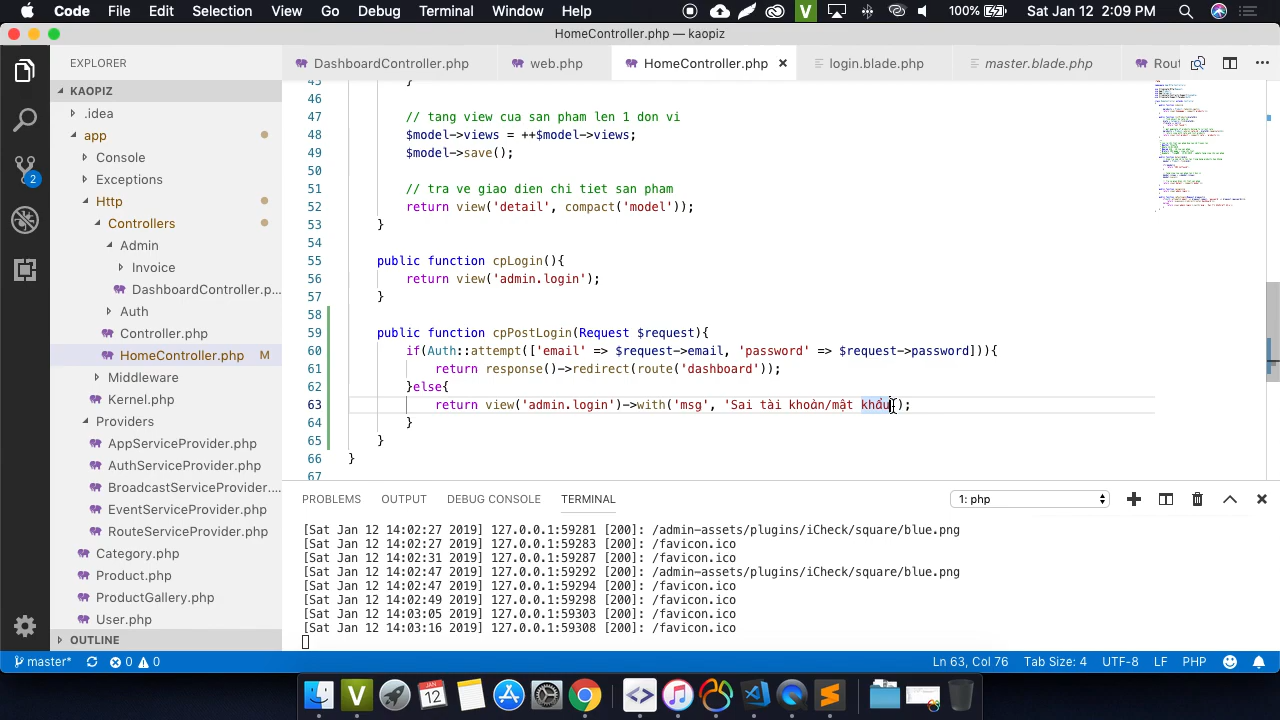 Code File Edit Selection View Go Debug Terminal Window Help 100% Sat Jan 12 2:09 PM
HomeController.php — kaopiz
EXPLORER
DashboardController.php web.php HomeController.php login.blade.php master.blade.php Rout
KAOPIZ
.idea
app
Console
Exceptions
Http
Controllers
Admin
Invoice
DashboardController.p...
Auth
Controller.php
HomeController.php M
Middleware
Kernel.php
Providers
AppServiceProvider.php
AuthServiceProvider.php
BroadcastServiceProvider....
EventServiceProvider.php
RouteServiceProvider.php
Category.php
Product.php
ProductGallery.php
User.php
OUTLINE
2
45 }
46
47 // tang view cua san pham len 1 don vi
48 $model->views = ++$model->views;
49 $model->save();
50
51 // tra ve giao dien chi tiet san pham
52 return view('detail', compact('model'));
53 }
54
55 public function cpLogin(){
56 return view('admin.login');
57 }
58
59 public function cpPostLogin(Request $request){
60 if(Auth::attempt(['email' => $request->email, 'password' => $request->password])){
61 return response()->redirect(route('dashboard'));
62 }else{
63 return view('admin.login')->with('msg', 'Sai tài khoản/mật khẩu');
64 }
65 }
66 }
67
PROBLEMS OUTPUT DEBUG CONSOLE TERMINAL 1: php
[Sat Jan 12 14:02:27 2019] 127.0.0.1:59281 [200]: /admin-assets/plugins/iCheck/square/blue.png
[Sat Jan 12 14:02:27 2019] 127.0.0.1:59283 [200]: /favicon.ico
[Sat Jan 12 14:02:31 2019] 127.0.0.1:59287 [200]: /favicon.ico
[Sat Jan 12 14:02:47 2019] 127.0.0.1:59292 [200]: /admin-assets/plugins/iCheck/square/blue.png
[Sat Jan 12 14:02:47 2019] 127.0.0.1:59294 [200]: /favicon.ico
[Sat Jan 12 14:02:49 2019] 127.0.0.1:59298 [200]: /favicon.ico
[Sat Jan 12 14:03:05 2019] 127.0.0.1:59303 [200]: /favicon.ico
[Sat Jan 12 14:03:16 2019] 127.0.0.1:59308 [200]: /favicon.ico
master* 0 0 Ln 63, Col 76 Tab Size: 4 UTF-8 LF PHP